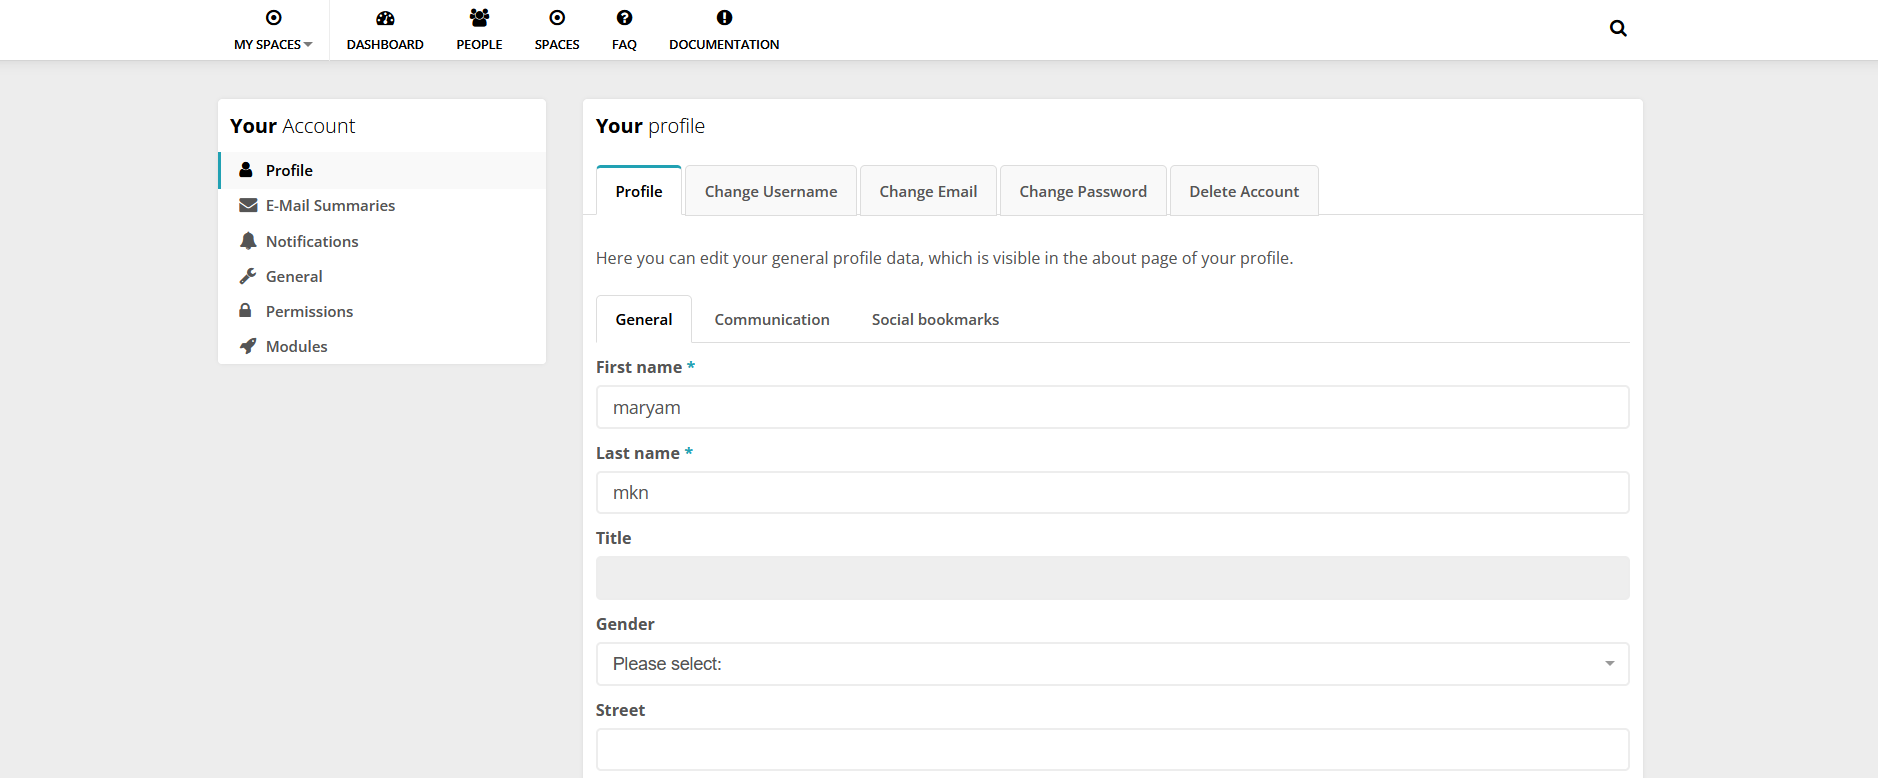 MY SPACES DASHBOARD PEOPLE SPACES FAQ DOCUMENTATION
Your Account
Profile
E-Mail Summaries
Notifications
General
Permissions
Modules
Your profile
Profile Change Username Change Email Change Password Delete Account
Here you can edit your general profile data, which is visible in the about page of your profile.
General Communication Social bookmarks
First name *
maryam
Last name *
mkn
Title
Gender
Please select:
Street